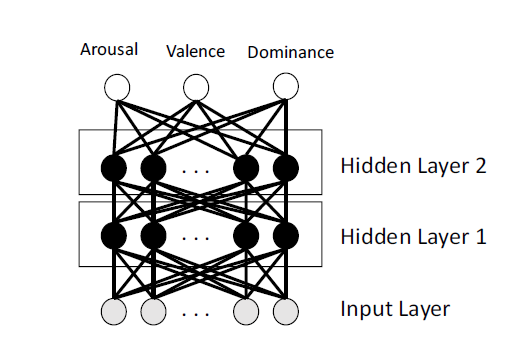 Arousal Valence Dominance
. . .
Hidden Layer 2
. . .
Hidden Layer 1
. . .
Input Layer